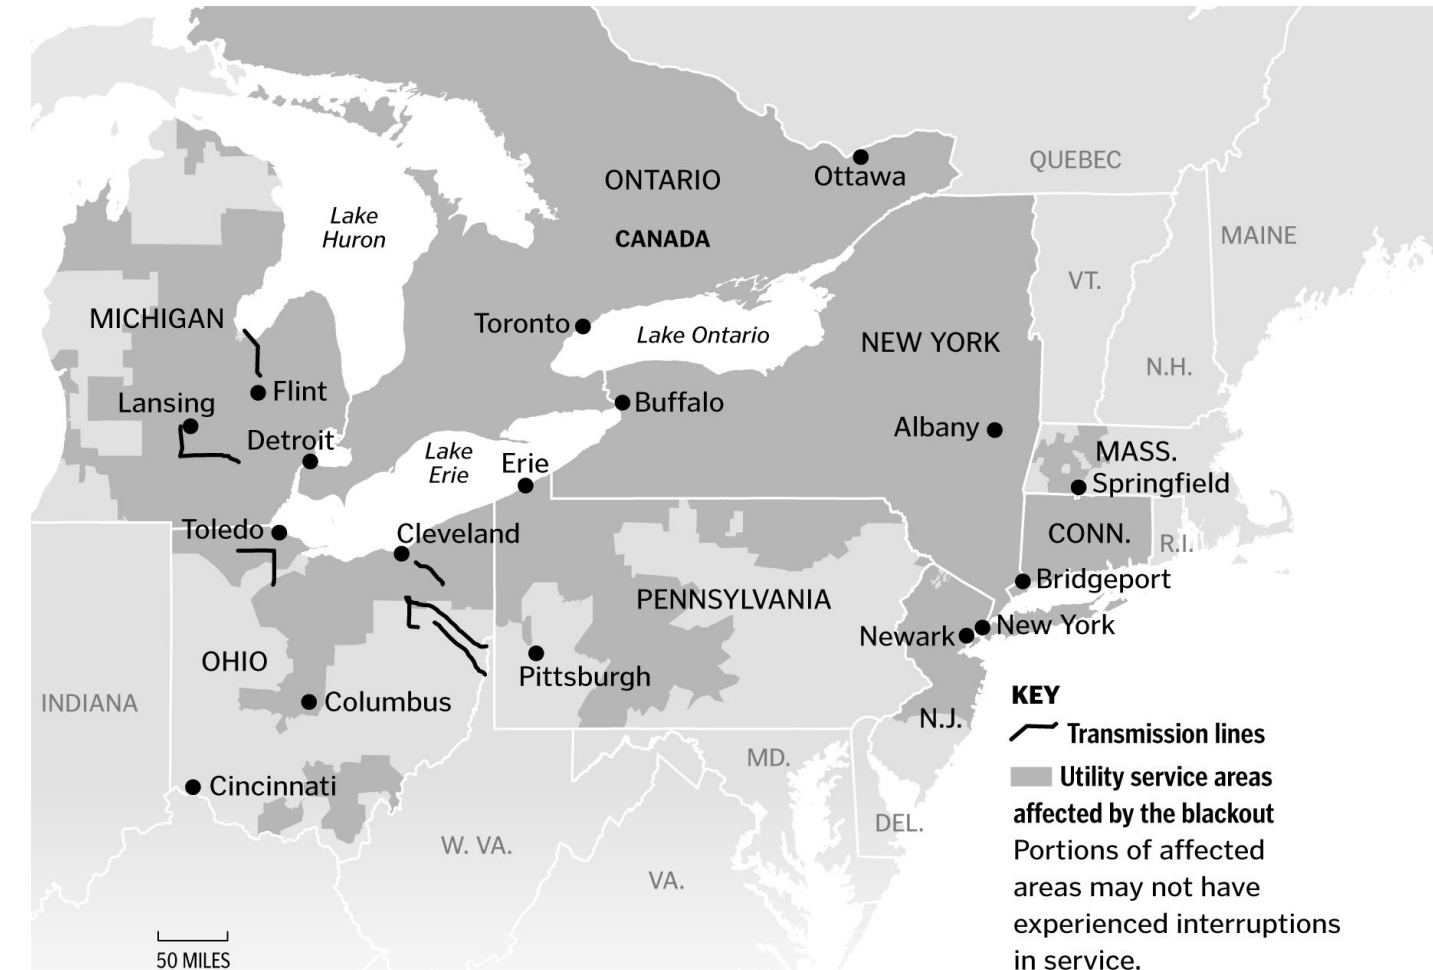 QUEBEC
Ottawa
ONTARIO
Lake
Huron
CANADA
MAINE
VT.
MICHIGAN
Toronto
Lake Ontario
NEW YORK
N.H.
Flint
Lansing
Buffalo
Albany
Detroit
Lake
Erie
Erie
MASS.
Springfield
Toledo
Cleveland
CONN.
R.I.
Bridgeport
PENNSYLVANIA
New York
Newark
OHIO
Pittsburgh
INDIANA
Columbus
N.J.
MD.
Cincinnati
DEL.
W. VA.
VA.
50 MILES
KEY
Transmission lines
Utility service areas
affected by the blackout
Portions of affected
areas may not have
experienced interruptions
in service.